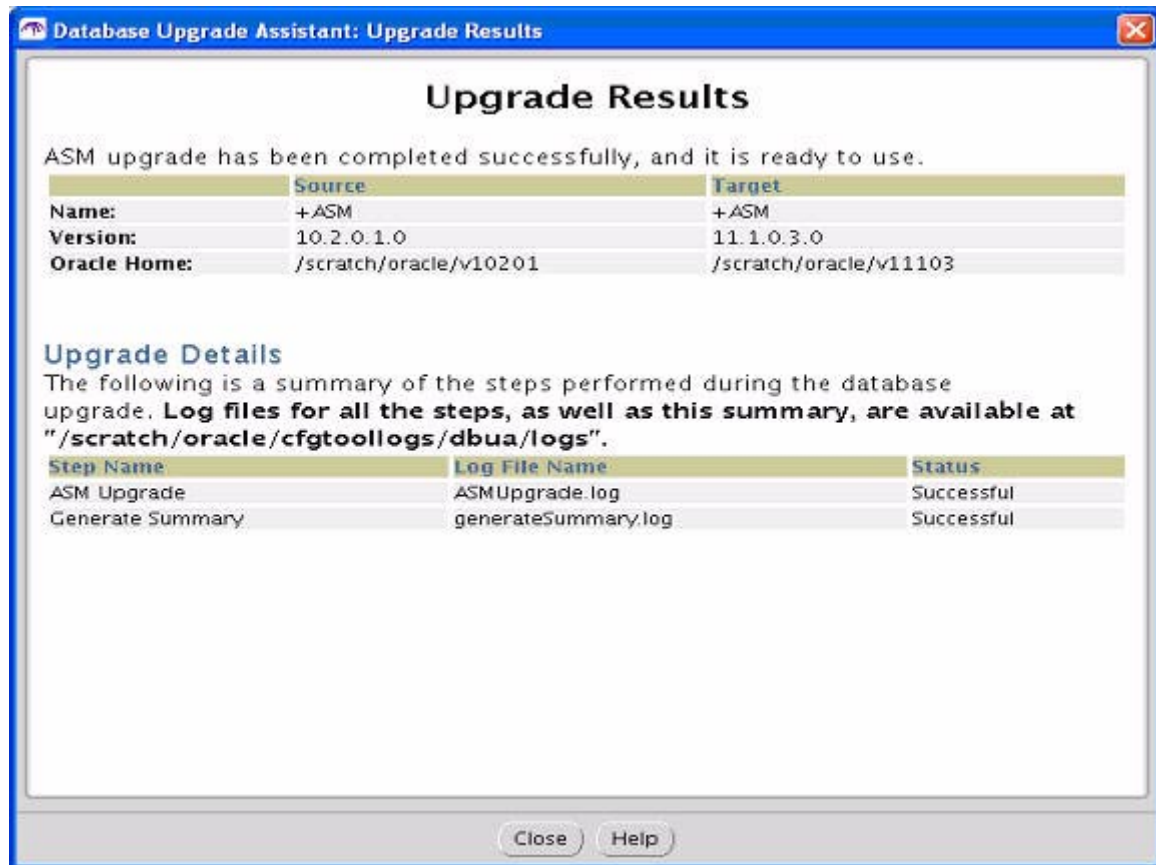 Database Upgrade Assistant: Upgrade Results
Upgrade Results
ASM upgrade has been completed successfully, and it is ready to use.
Source Target
Name: +ASM +ASM
Version: 10.2.0.1.0 11.1.0.3.0
Oracle Home: /scratch/oracle/v10201 /scratch/oracle/v11103
Upgrade Details
The following is a summary of the steps performed during the database
upgrade. Log files for all the steps, as well as this summary, are available at
"/scratch/oracle/cfgtoollogs/dbua/logs".
Step Name Log File Name Status
ASM Upgrade ASMUpgrade.log Successful
Generate Summary generateSummary.log Successful
Close Help